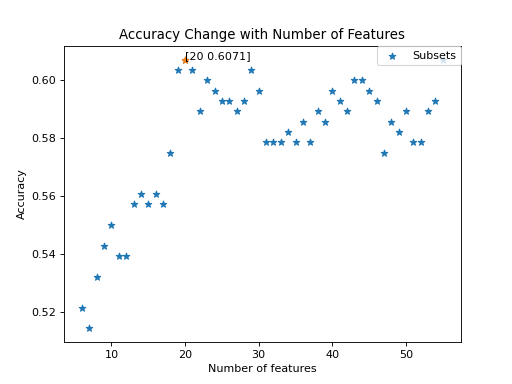 Accuracy Change with Number of Features
[20 0.6071]
Subsets
0.60
0.58
0.56
0.54
0.52
Accuracy
10 20 30 40 50
Number of features